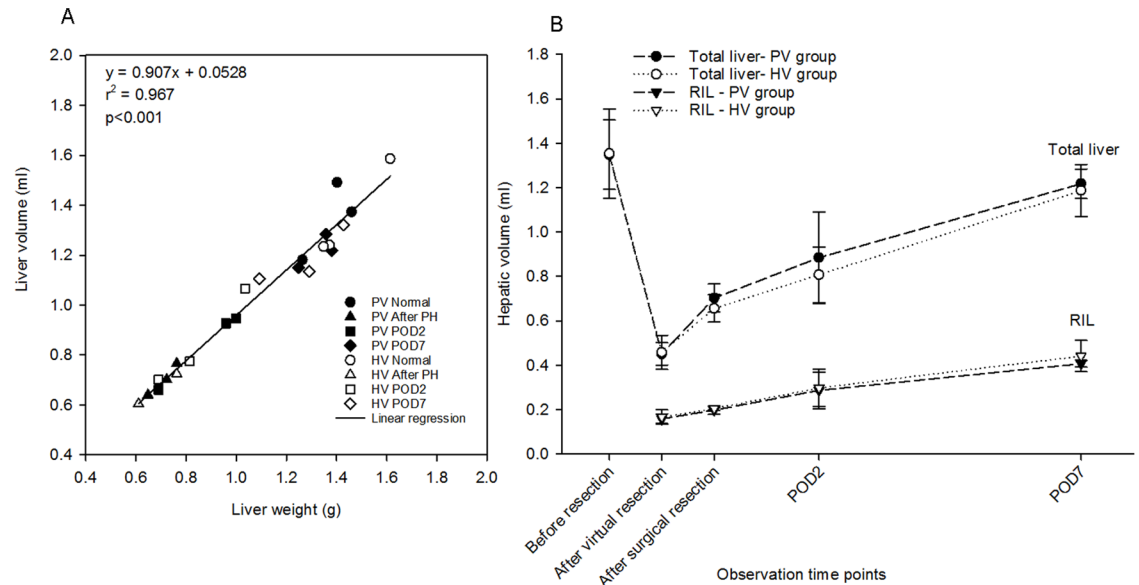 A
y = 0.907x + 0.0528
r² = 0.967
p<0.001
Liver volume (ml)
2.0
1.8
1.6
1.4
1.2
1.0
0.8
0.6
0.4
PV Normal
PV After PH
PV POD2
PV POD7
HV Normal
HV After PH
HV POD2
HV POD7
Linear regression
0.4 0.6 0.8 1.0 1.2 1.4 1.6 1.8 2.0
Liver weight (g)
B
Total liver- PV group
Total liver- HV group
RIL - PV group
RIL - HV group
Hepatic volume (ml)
1.8
1.6
1.4
1.2
1.0
0.8
0.6
0.4
0.2
0.0
Total liver
RIL
Before resection
After virtual resection
After surgical resection
POD2
POD7
Observation time points